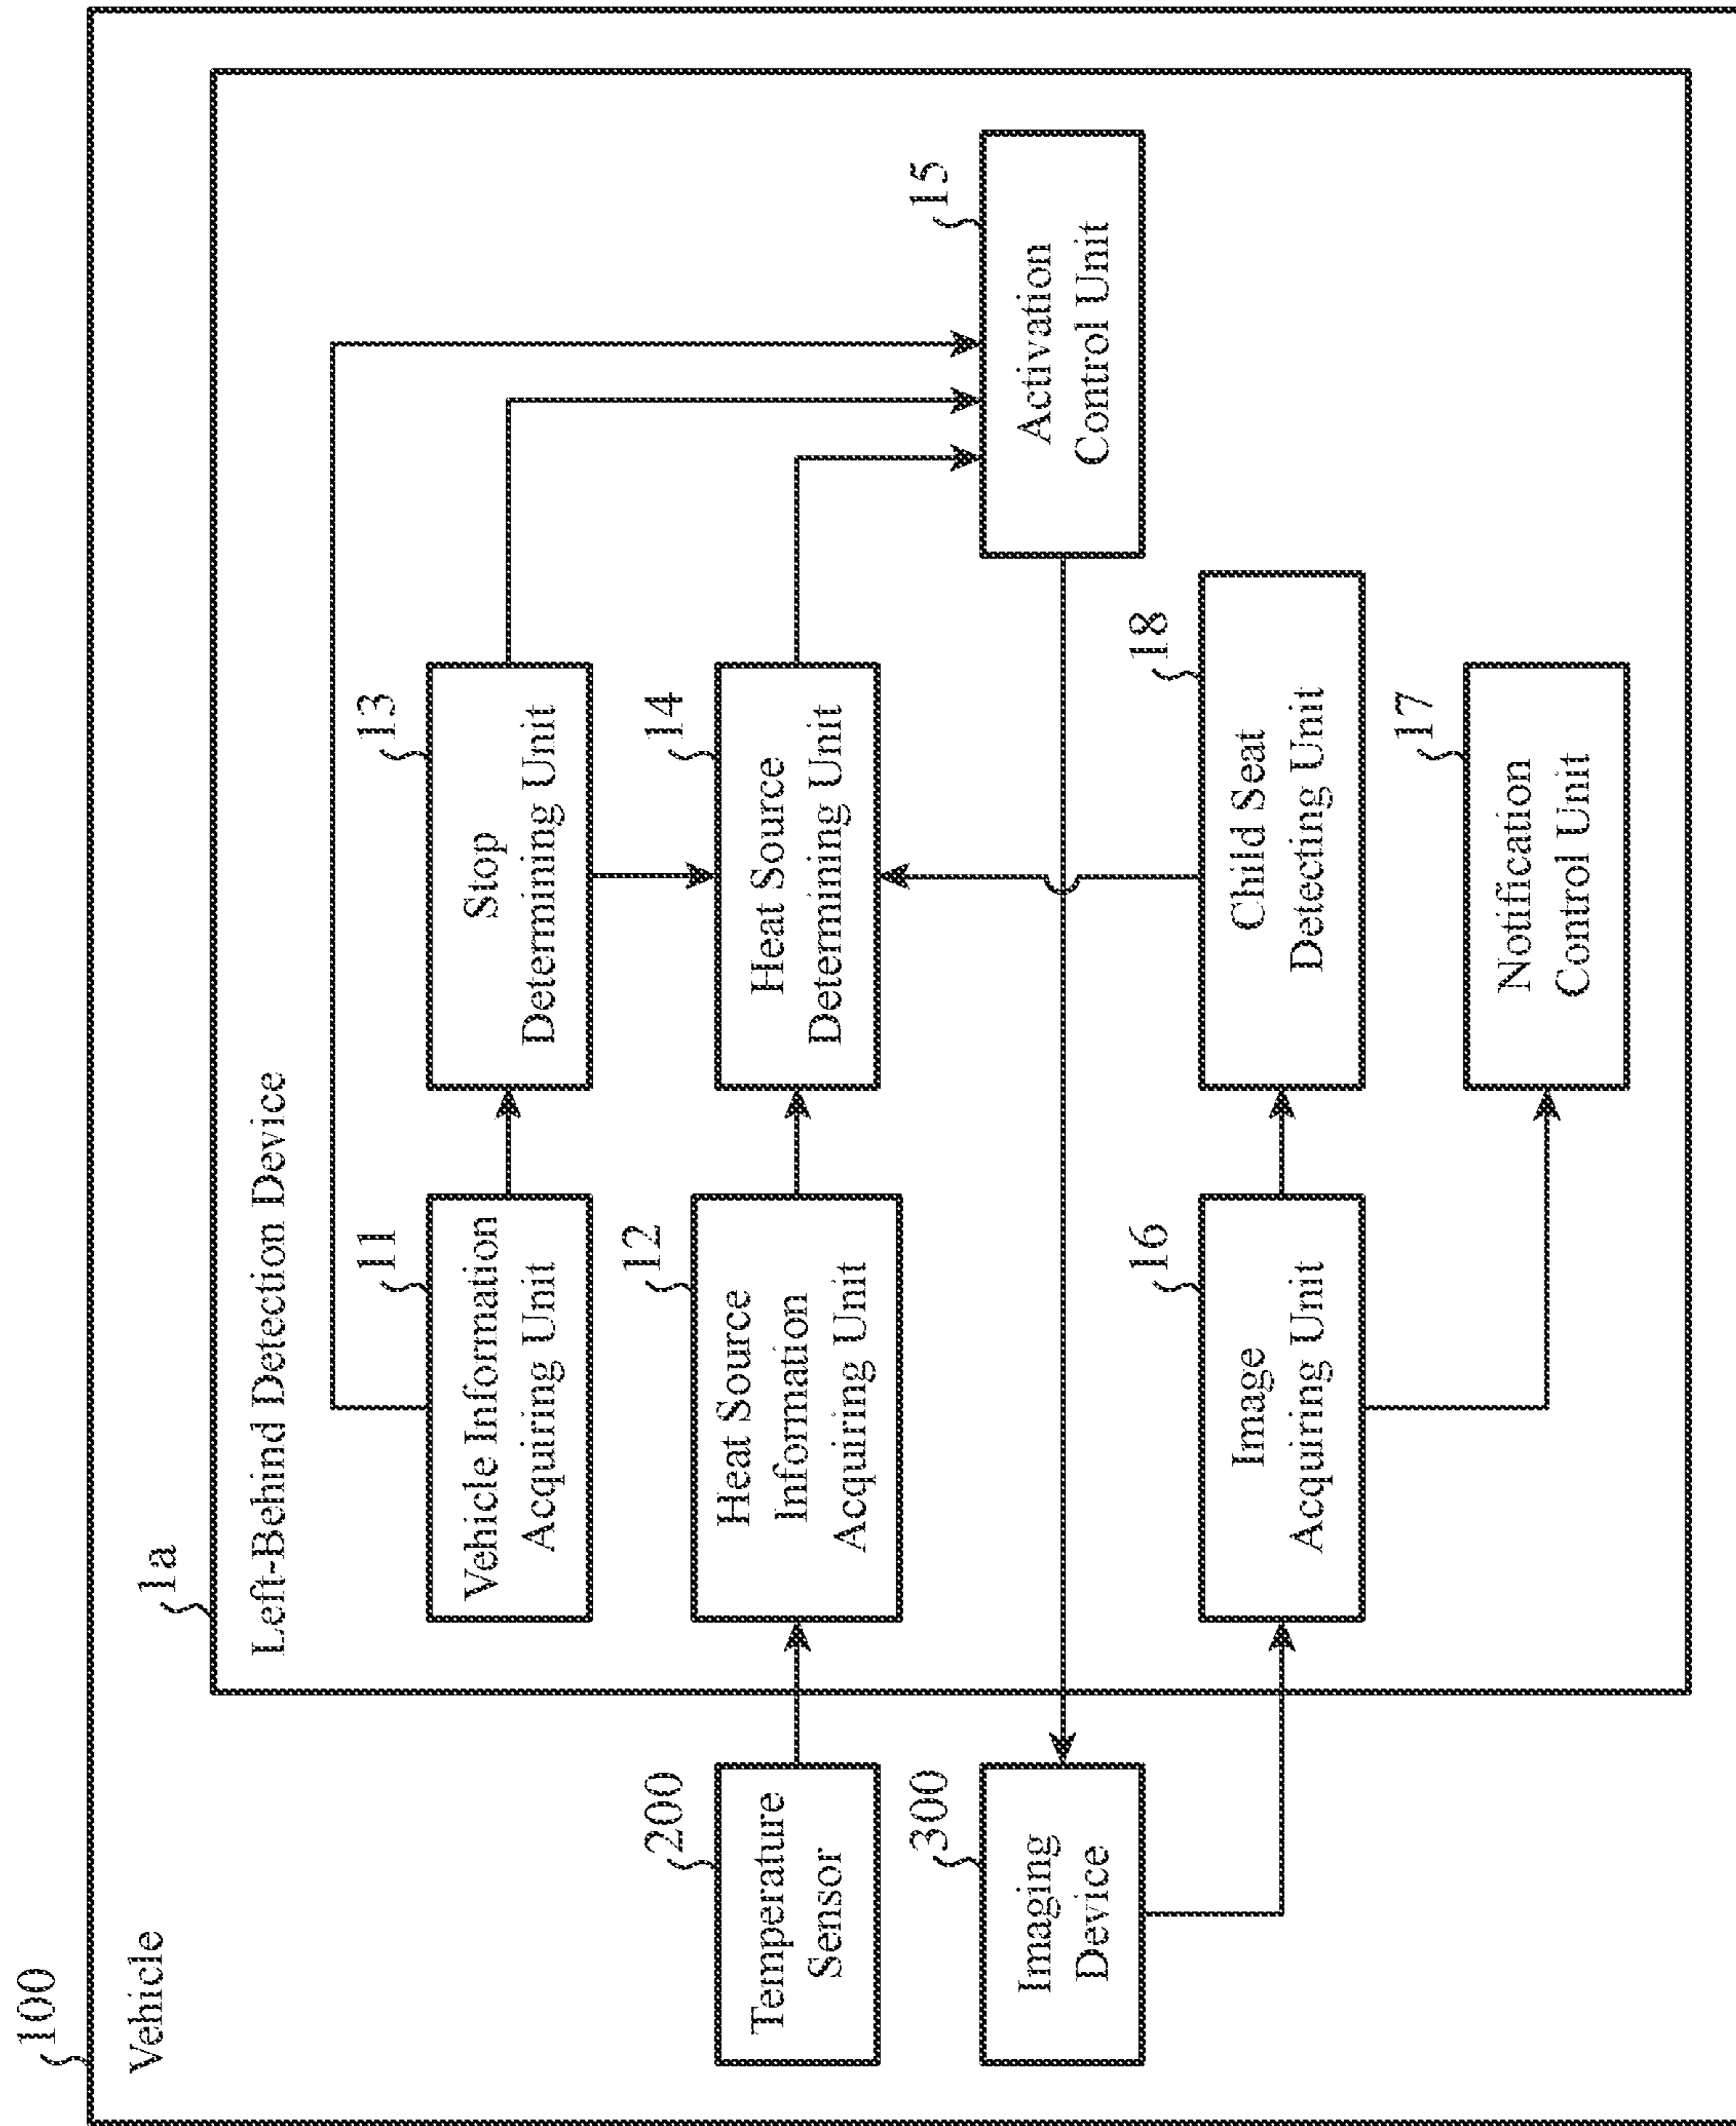 100
Vehicle
1a
Left-Behind Detection Device
11
Vehicle Information
Acquiring Unit
13
Stop
Determining Unit
200
Temperature
Sensor
12
Heat Source
Information
Acquiring Unit
14
Heat Source
Determining Unit
300
Imaging
Device
15
Activation
Control Unit
16
Image
Acquiring Unit
18
Child Seat
Detecting Unit
17
Notification
Control Unit